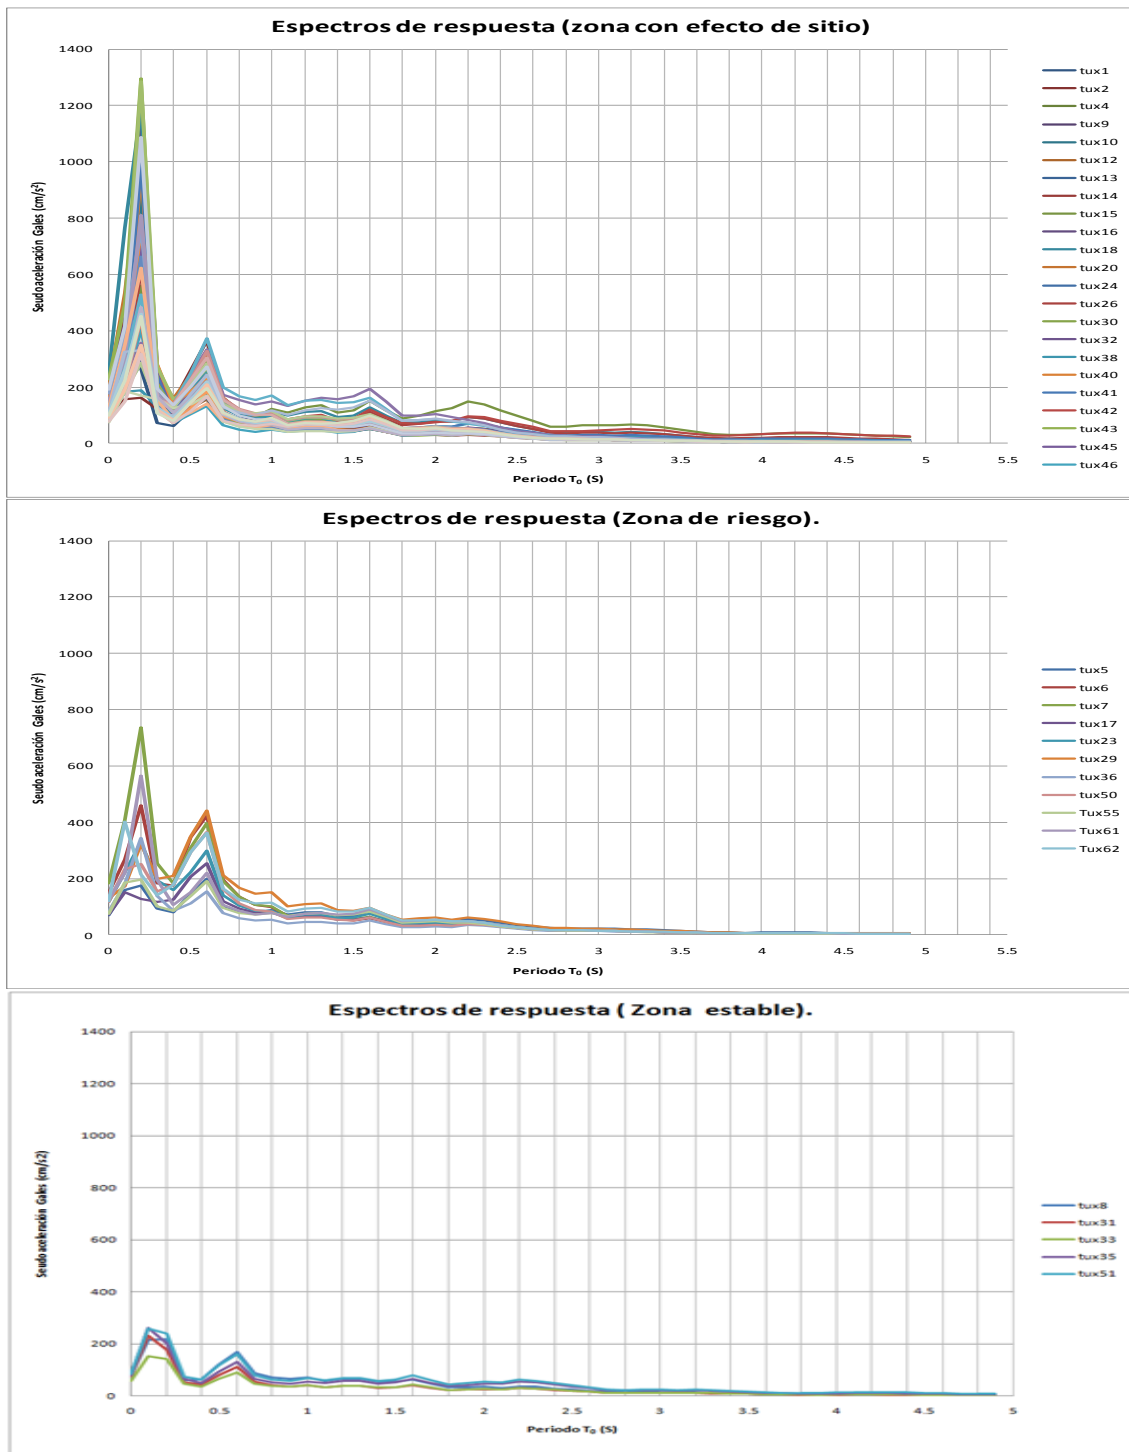 Espectros de respuesta (zona con efecto de sitio)
1400
1200
1000
800
600
400
200
0
Seudoaceleración Gales (cm/s²)
0 0.5 1 1.5 2 2.5 3 3.5 4 4.5 5 5.5
Periodo T₀ (S)
tux1
tux2
tux4
tux9
tux10
tux12
tux13
tux14
tux15
tux16
tux18
tux20
tux24
tux26
tux30
tux32
tux38
tux40
tux41
tux42
tux43
tux45
tux46
Espectros de respuesta (Zona de riesgo).
1400
1200
1000
800
600
400
200
0
Seudoaceleración Gales (cm/s²)
0 0.5 1 1.5 2 2.5 3 3.5 4 4.5 5 5.5
Periodo T₀ (S)
tux5
tux6
tux7
tux17
tux23
tux29
tux36
tux50
Tux55
Tux61
Tux62
Espectros de respuesta ( Zona estable).
1400
1200
1000
800
600
400
200
0
Seudoaceleración Gales (cm/s2)
0 0.5 1 1.5 2 2.5 3 3.5 4 4.5 5
Periodo T₀ (S)
tux8
tux31
tux33
tux35
tux51